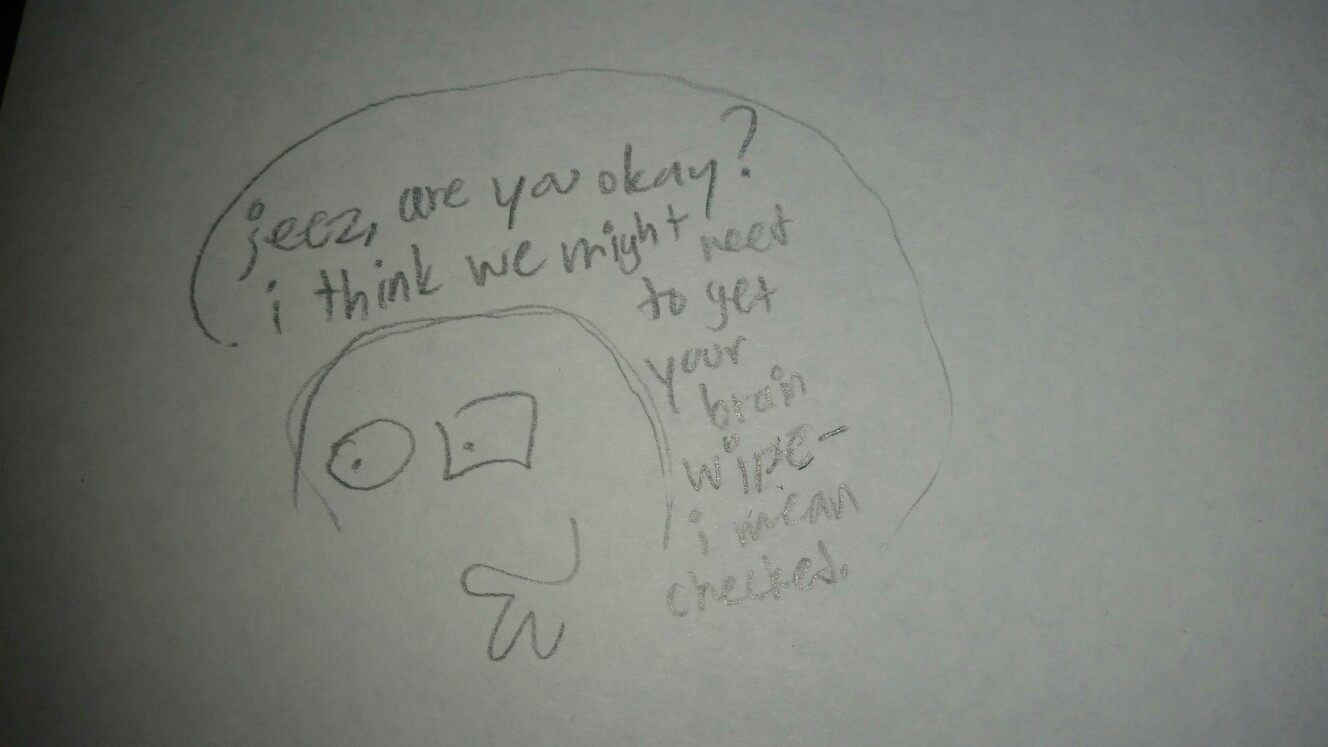 jeez, are you okay?
i think we might need
to get
your
brain
wipe-
i mean
checked.